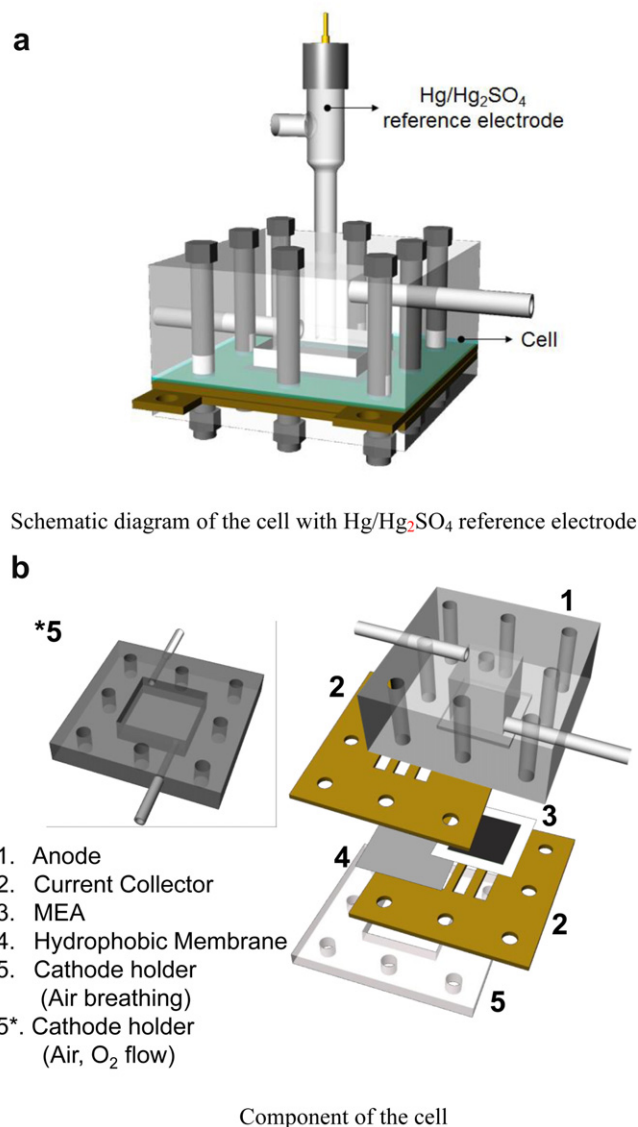 a
Hg/Hg₂SO₄
reference electrode
Cell
Schematic diagram of the cell with Hg/Hg₂SO₄ reference electrode
b
*5
1
2
3
4
2
5
1. Anode
2. Current Collector
3. MEA
4. Hydrophobic Membrane
5. Cathode holder
(Air breathing)
5*. Cathode holder
(Air, O₂ flow)
Component of the cell